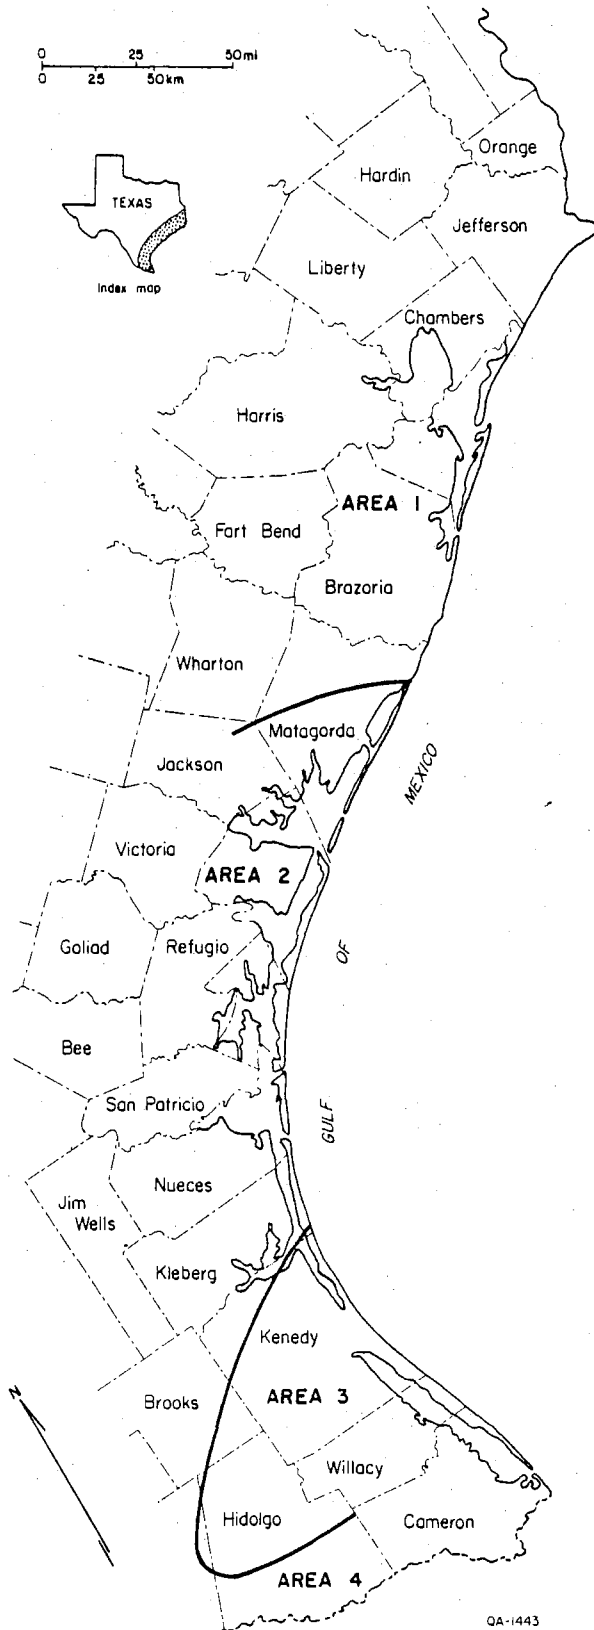 0 25 50mi
0 25 50km
TEXAS
Index map
Orange
Hardin
Jefferson
Liberty
Chambers
Harris
AREA 1
Fort Bend
Brazoria
Wharton
Matagorda
Jackson
MEXICO
Victoria
AREA 2
Goliad
Refugio
OF
Bee
San Patricio
GULF
Nueces
Jim
Wells
Kleberg
Kenedy
N
Brooks
AREA 3
Willacy
Hidolgo
Cameron
AREA 4
QA-1443